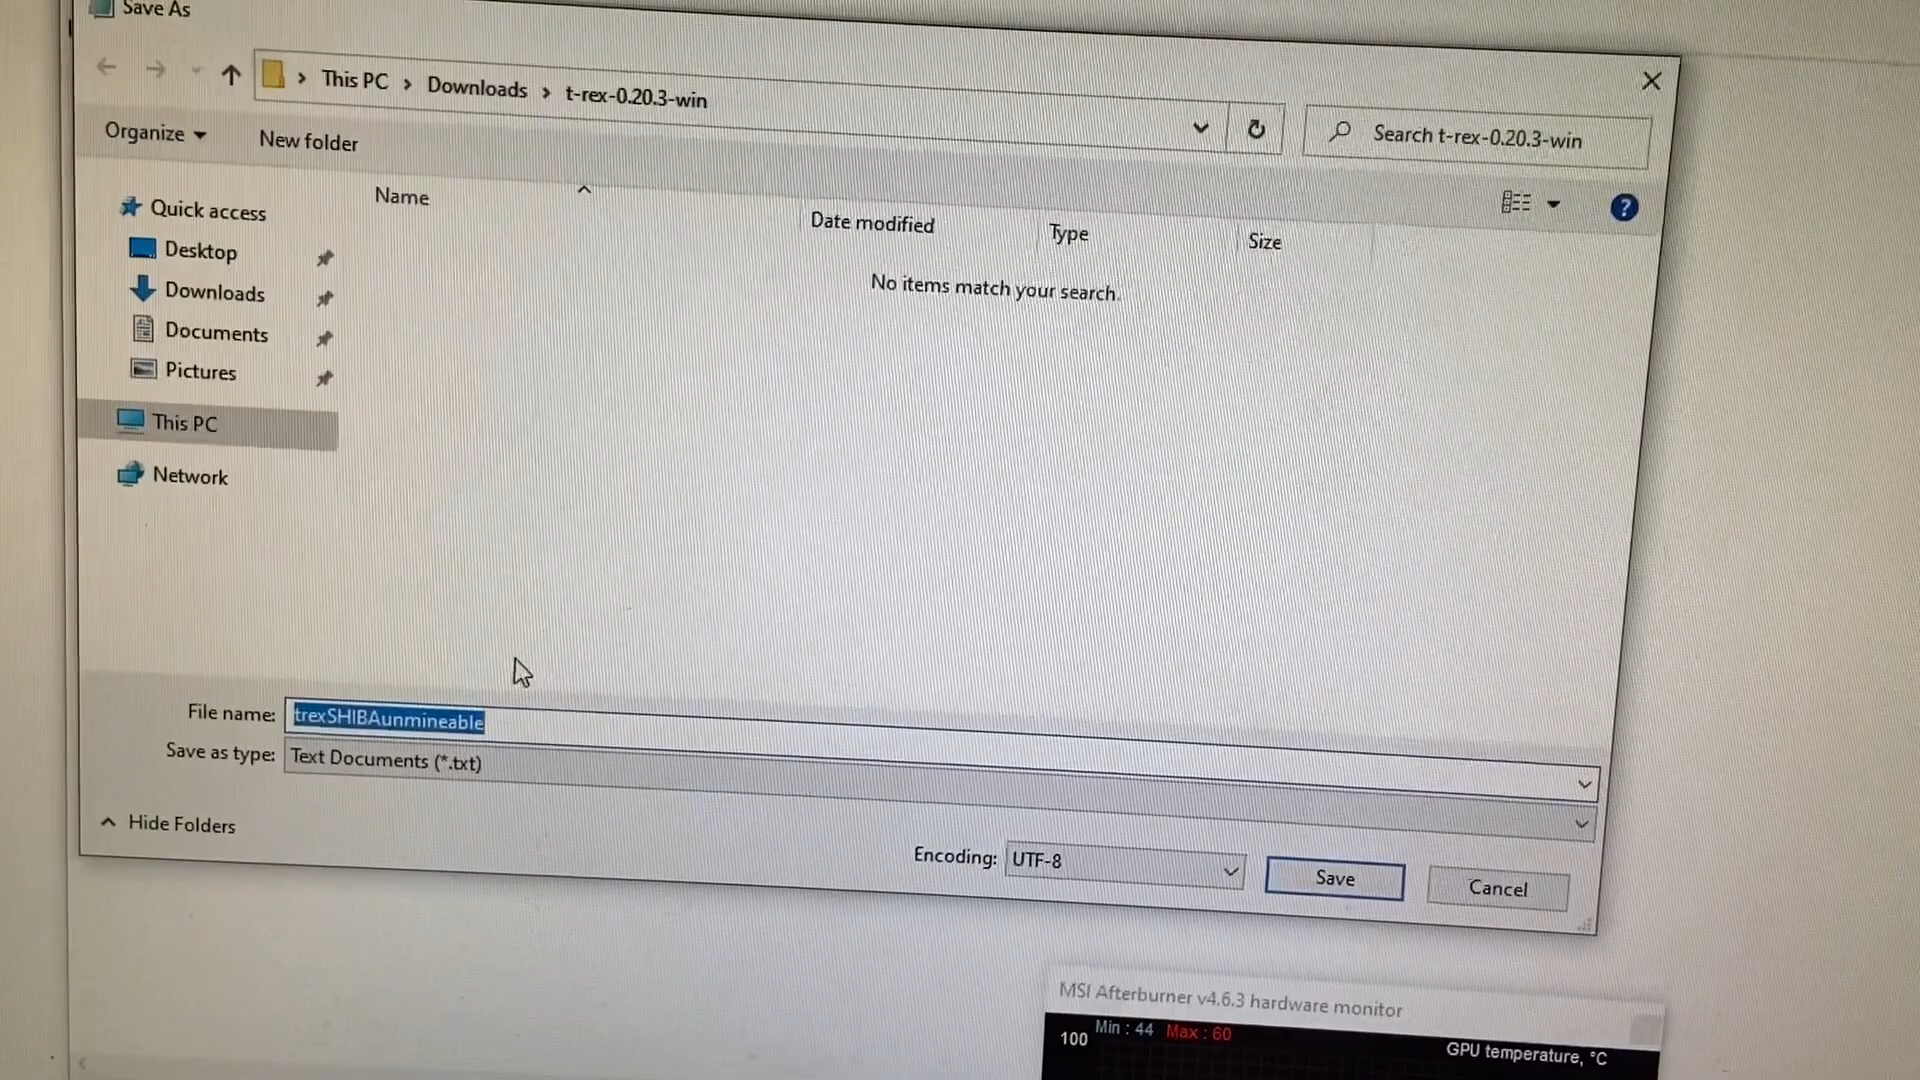 Save As
This PC > Downloads > t-rex-0.20.3-win
Search t-rex-0.20.3-win
Organize
New folder
?
Name
Date modified
Type
Size
Quick access
Desktop
Downloads
Documents
Pictures
This PC
Network
No items match your search.
File name:
trexSHIBAunmineable
Save as type:
Text Documents (*.txt)
Hide Folders
Encoding:
UTF-8
Save
Cancel
MSI Afterburner v4.6.3 hardware monitor
100
Min : 44 Max : 60
GPU temperature, °C